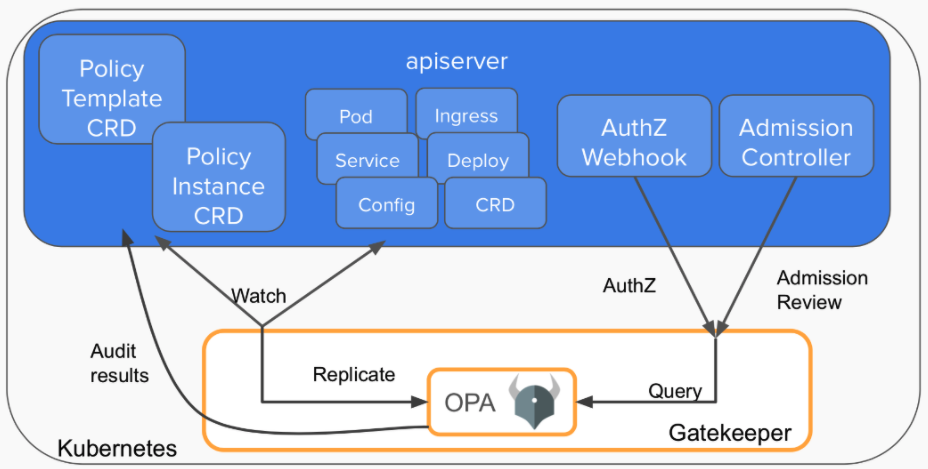 apiserver
Policy
Template
CRD
Policy
Instance
CRD
Pod
Ingress
Service
Deploy
Config
CRD
AuthZ
Webhook
Admission
Controller
Watch
AuthZ
Admission
Review
Audit
results
Replicate
OPA
Query
Gatekeeper
Kubernetes